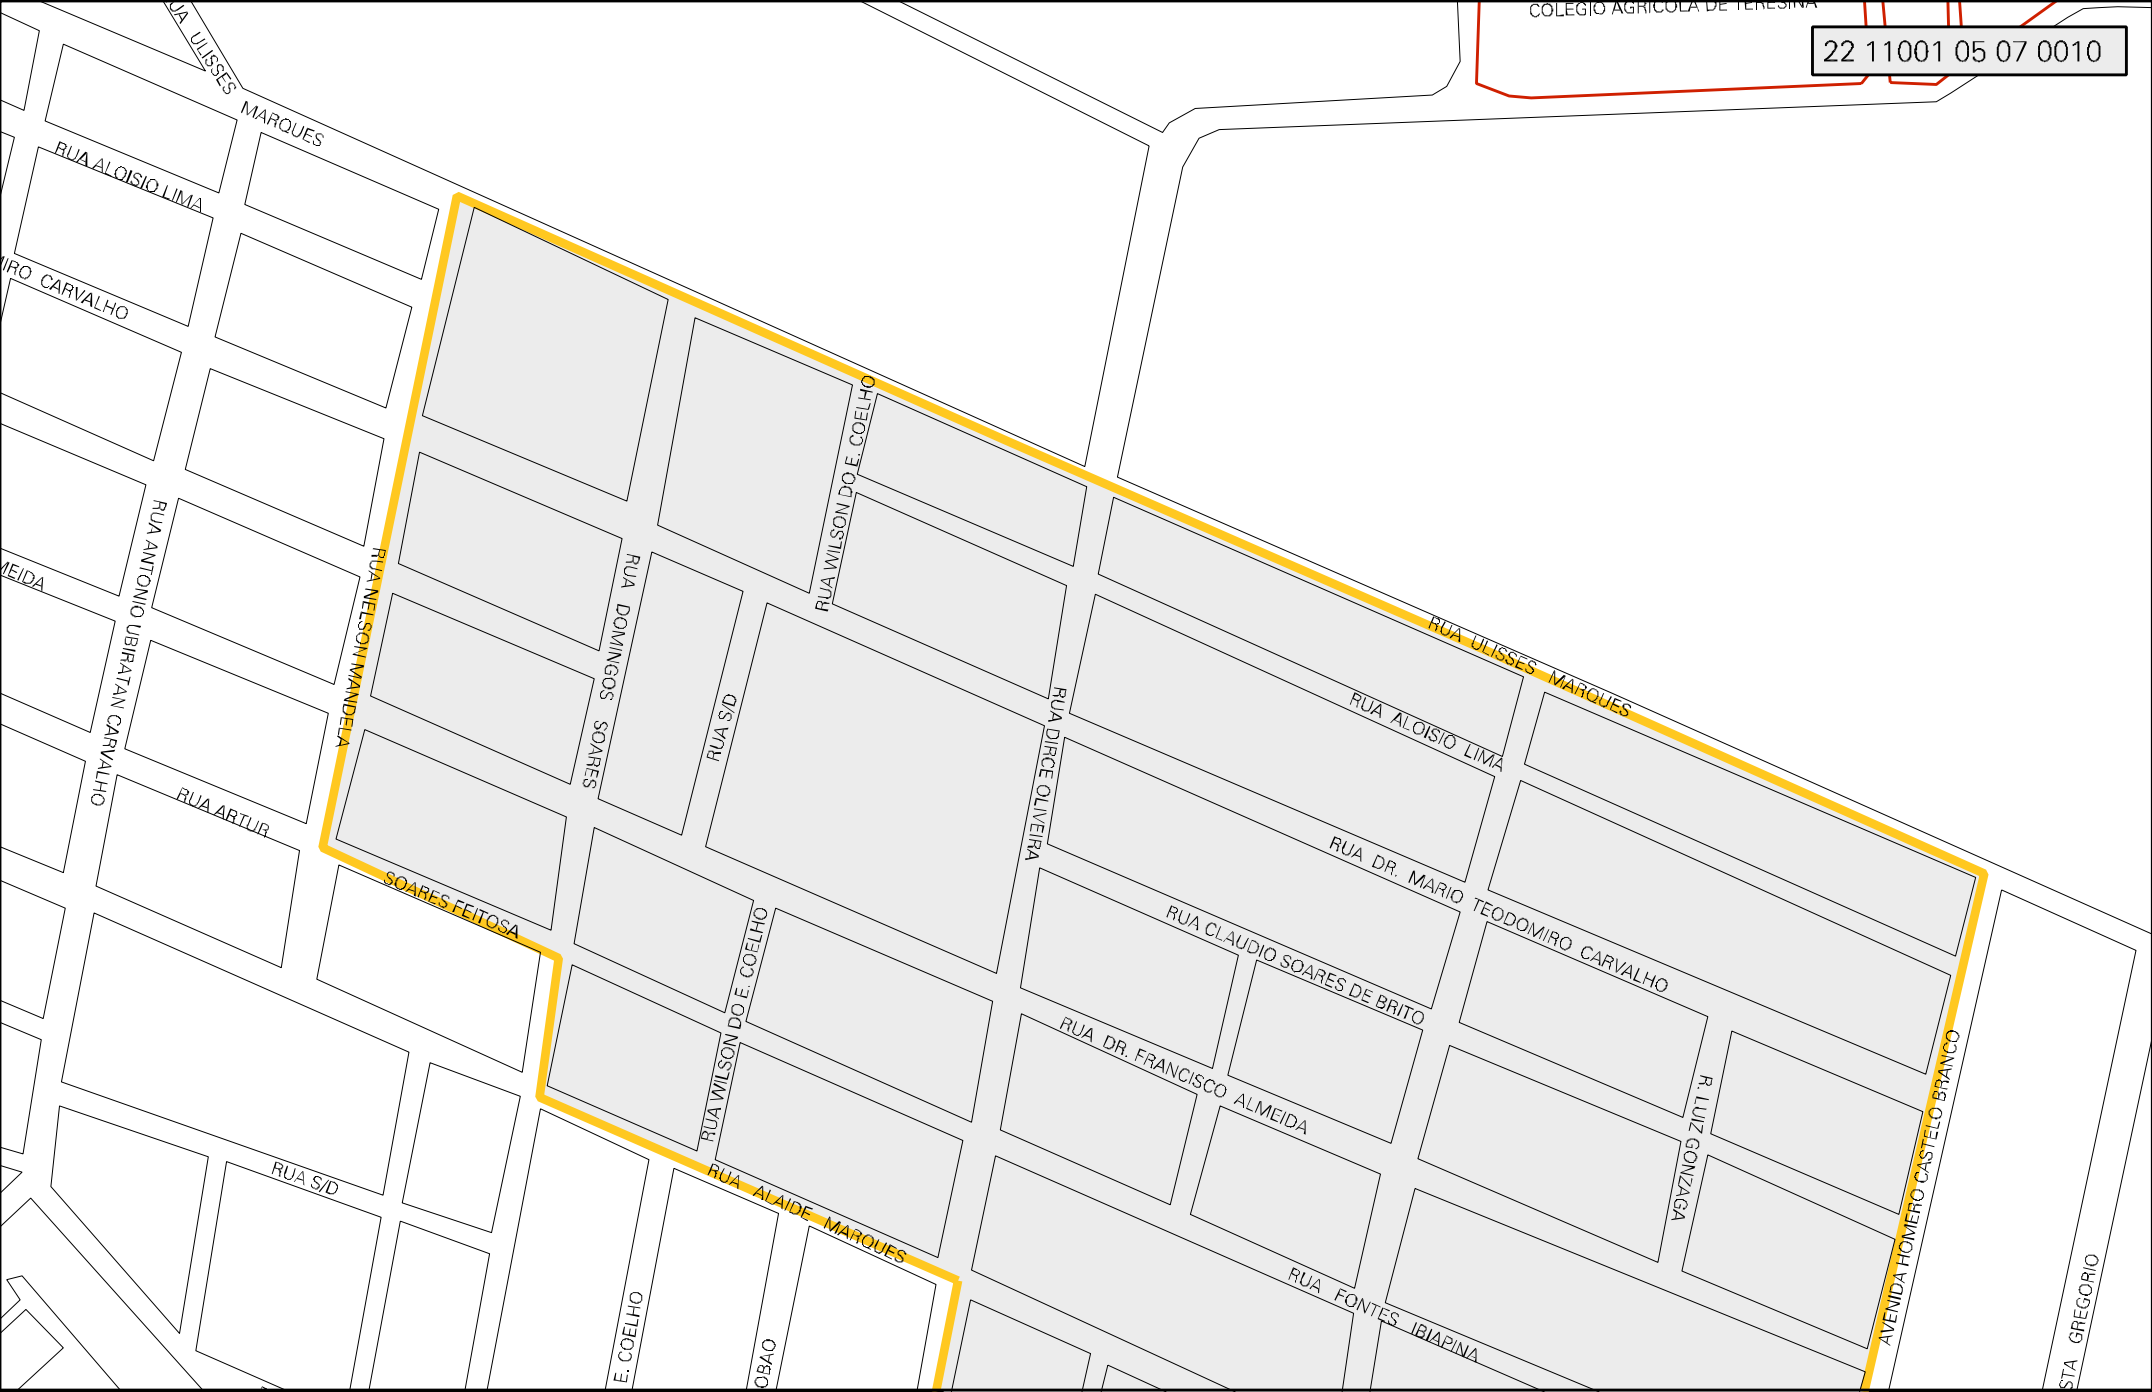 COLEGIO AGRICOLA DE TERESINA
22 11001 05 07 0010
ULISSES
MARQUES
RUA ALOISIO LIMA
CARVALHO
RUA WILSON DO E. COELHO
RUA ANTONIO UBIRATAN CARVALHO
RUA NELSON MANDELA
RUA DOMINGOS SOARES
RUA S/D
RUA ULISSES MARQUES
RUA ALOISIO LIMA
RUA DIRCE OLIVEIRA
RUA ARTUR
SOARES FEITOSA
RUA DR. MARIO TEODOMIRO CARVALHO
RUA CLAUDIO SOARES DE BRITO
RUA WILSON DO E. COELHO
RUA DR. FRANCISCO ALMEIDA
R. LUIZ GONZAGA
AVENIDA HOMERO CASTELO BRANCO
RUA S/D
RUA ALAIDE MARQUES
RUA FONTES IBIAPINA
E. COELHO
GREGORIO